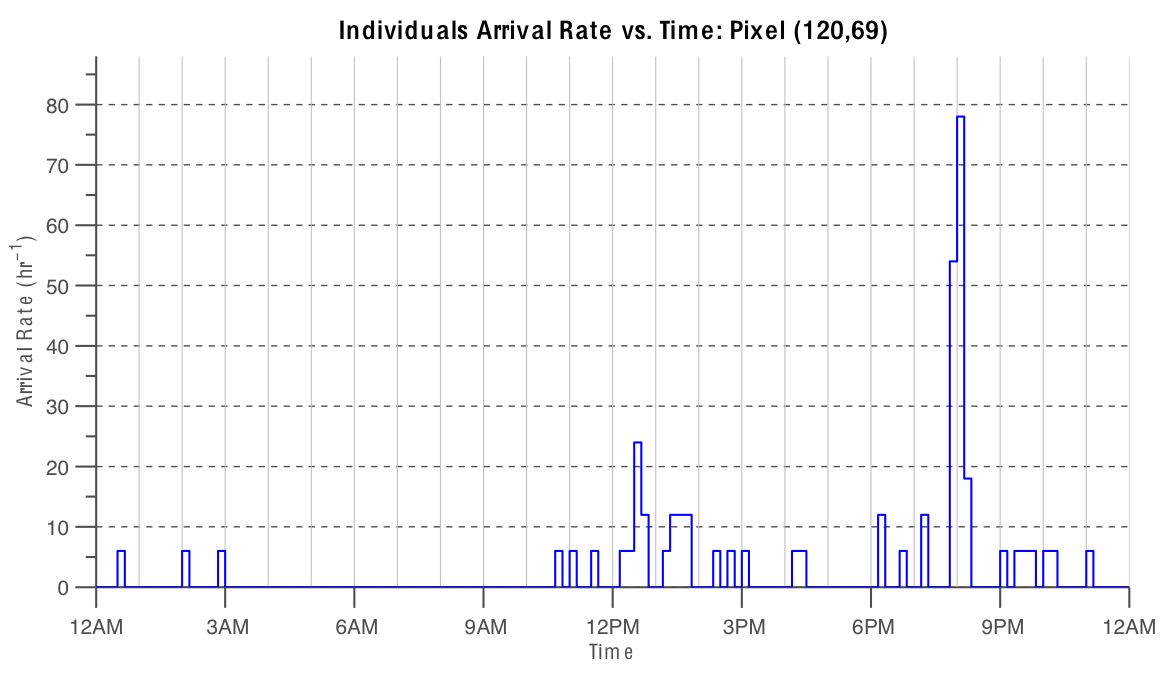 Individuals Arrival Rate vs. Time: Pixel (120,69)
Arrival Rate (hr⁻¹)
80
70
60
50
40
30
20
10
0
12AM 3AM 6AM 9AM 12PM 3PM 6PM 9PM 12AM
Time